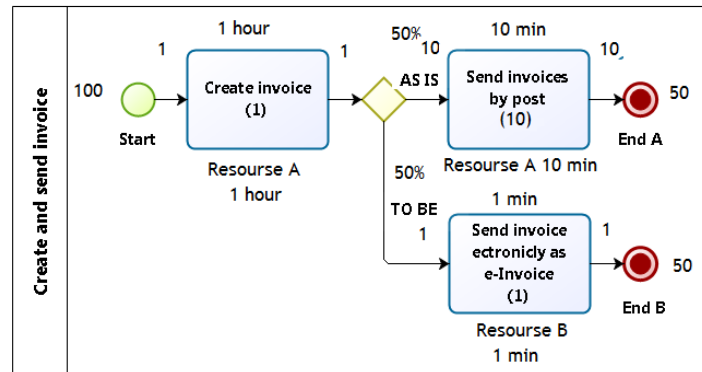 Create and send invoice
1 hour
1
1
100
Start
Create invoice
(1)
Resourse A
1 hour
50%
10
AS IS
10 min
Send invoices
by post
(10)
10
50
End A
Resourse A 10 min
50%
TO BE
1
1 min
Send invoice
ectronicly as
e-Invoice
(1)
1
50
End B
Resourse B
1 min